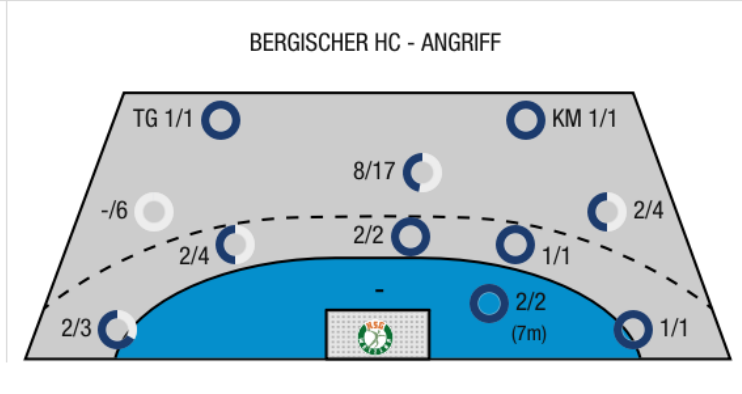 BERGISCHER HC - ANGRIFF
TG 1/1
KM 1/1
8/17
-/6
2/4
2/4
2/2
1/1
-
2/2
(7m)
2/3
1/1
H.S.G.
WETZLAR